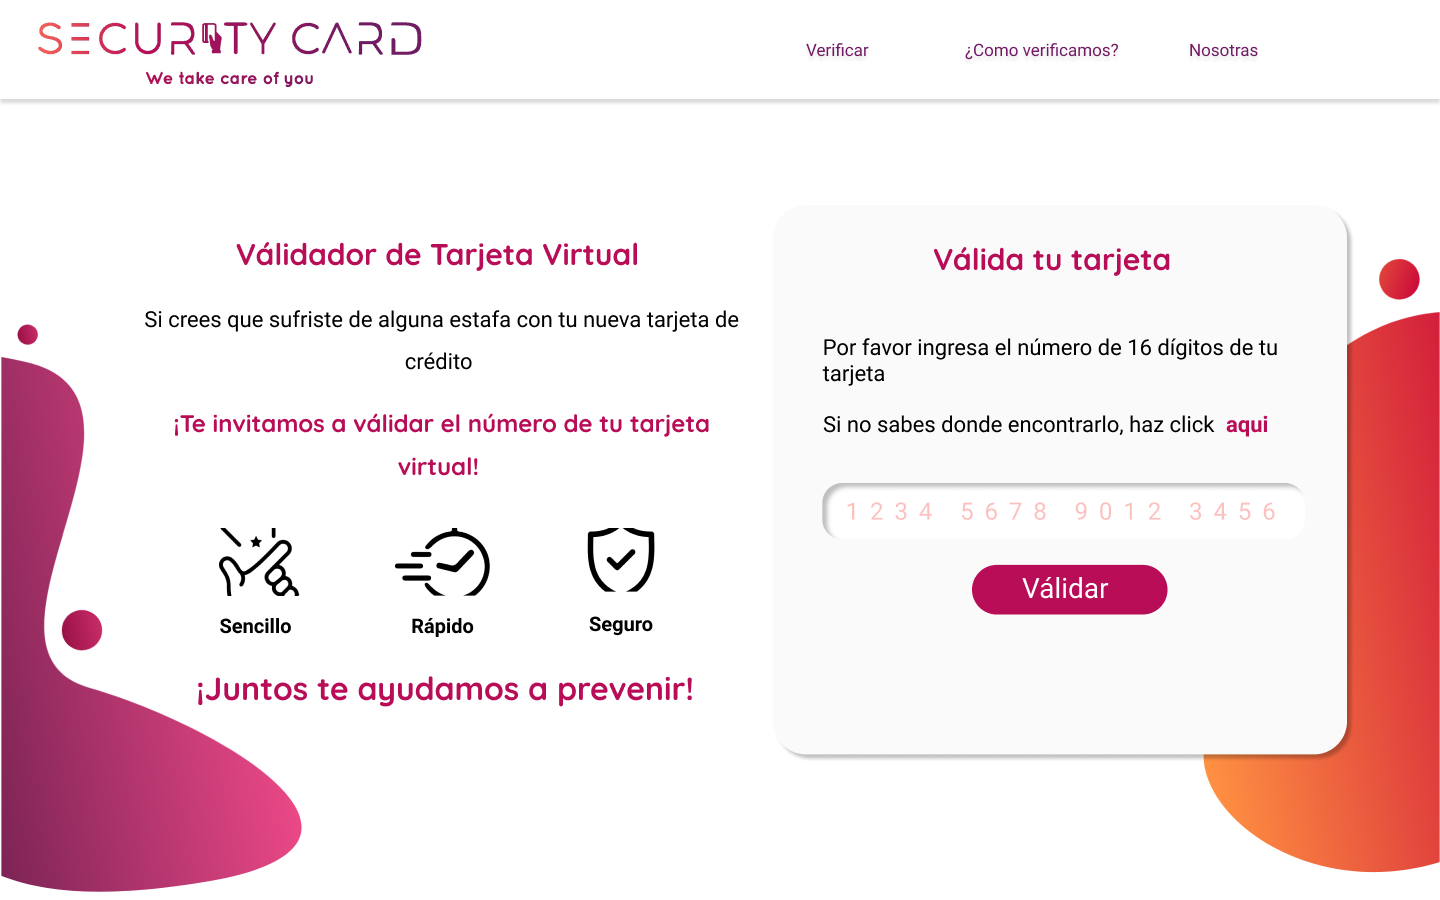 SECURITY CARD
We take care of you
Verificar
¿Como verificamos?
Nosotras
Válidador de Tarjeta Virtual
Si crees que sufriste de alguna estafa con tu nueva tarjeta de
crédito
¡Te invitamos a válidar el número de tu tarjeta
virtual!
Sencillo
Rápido
Seguro
¡Juntos te ayudamos a prevenir!
Válida tu tarjeta
Por favor ingresa el número de 16 dígitos de tu
tarjeta
Si no sabes donde encontrarlo, haz click aqui
1234 5678 9012 3456
Válidar